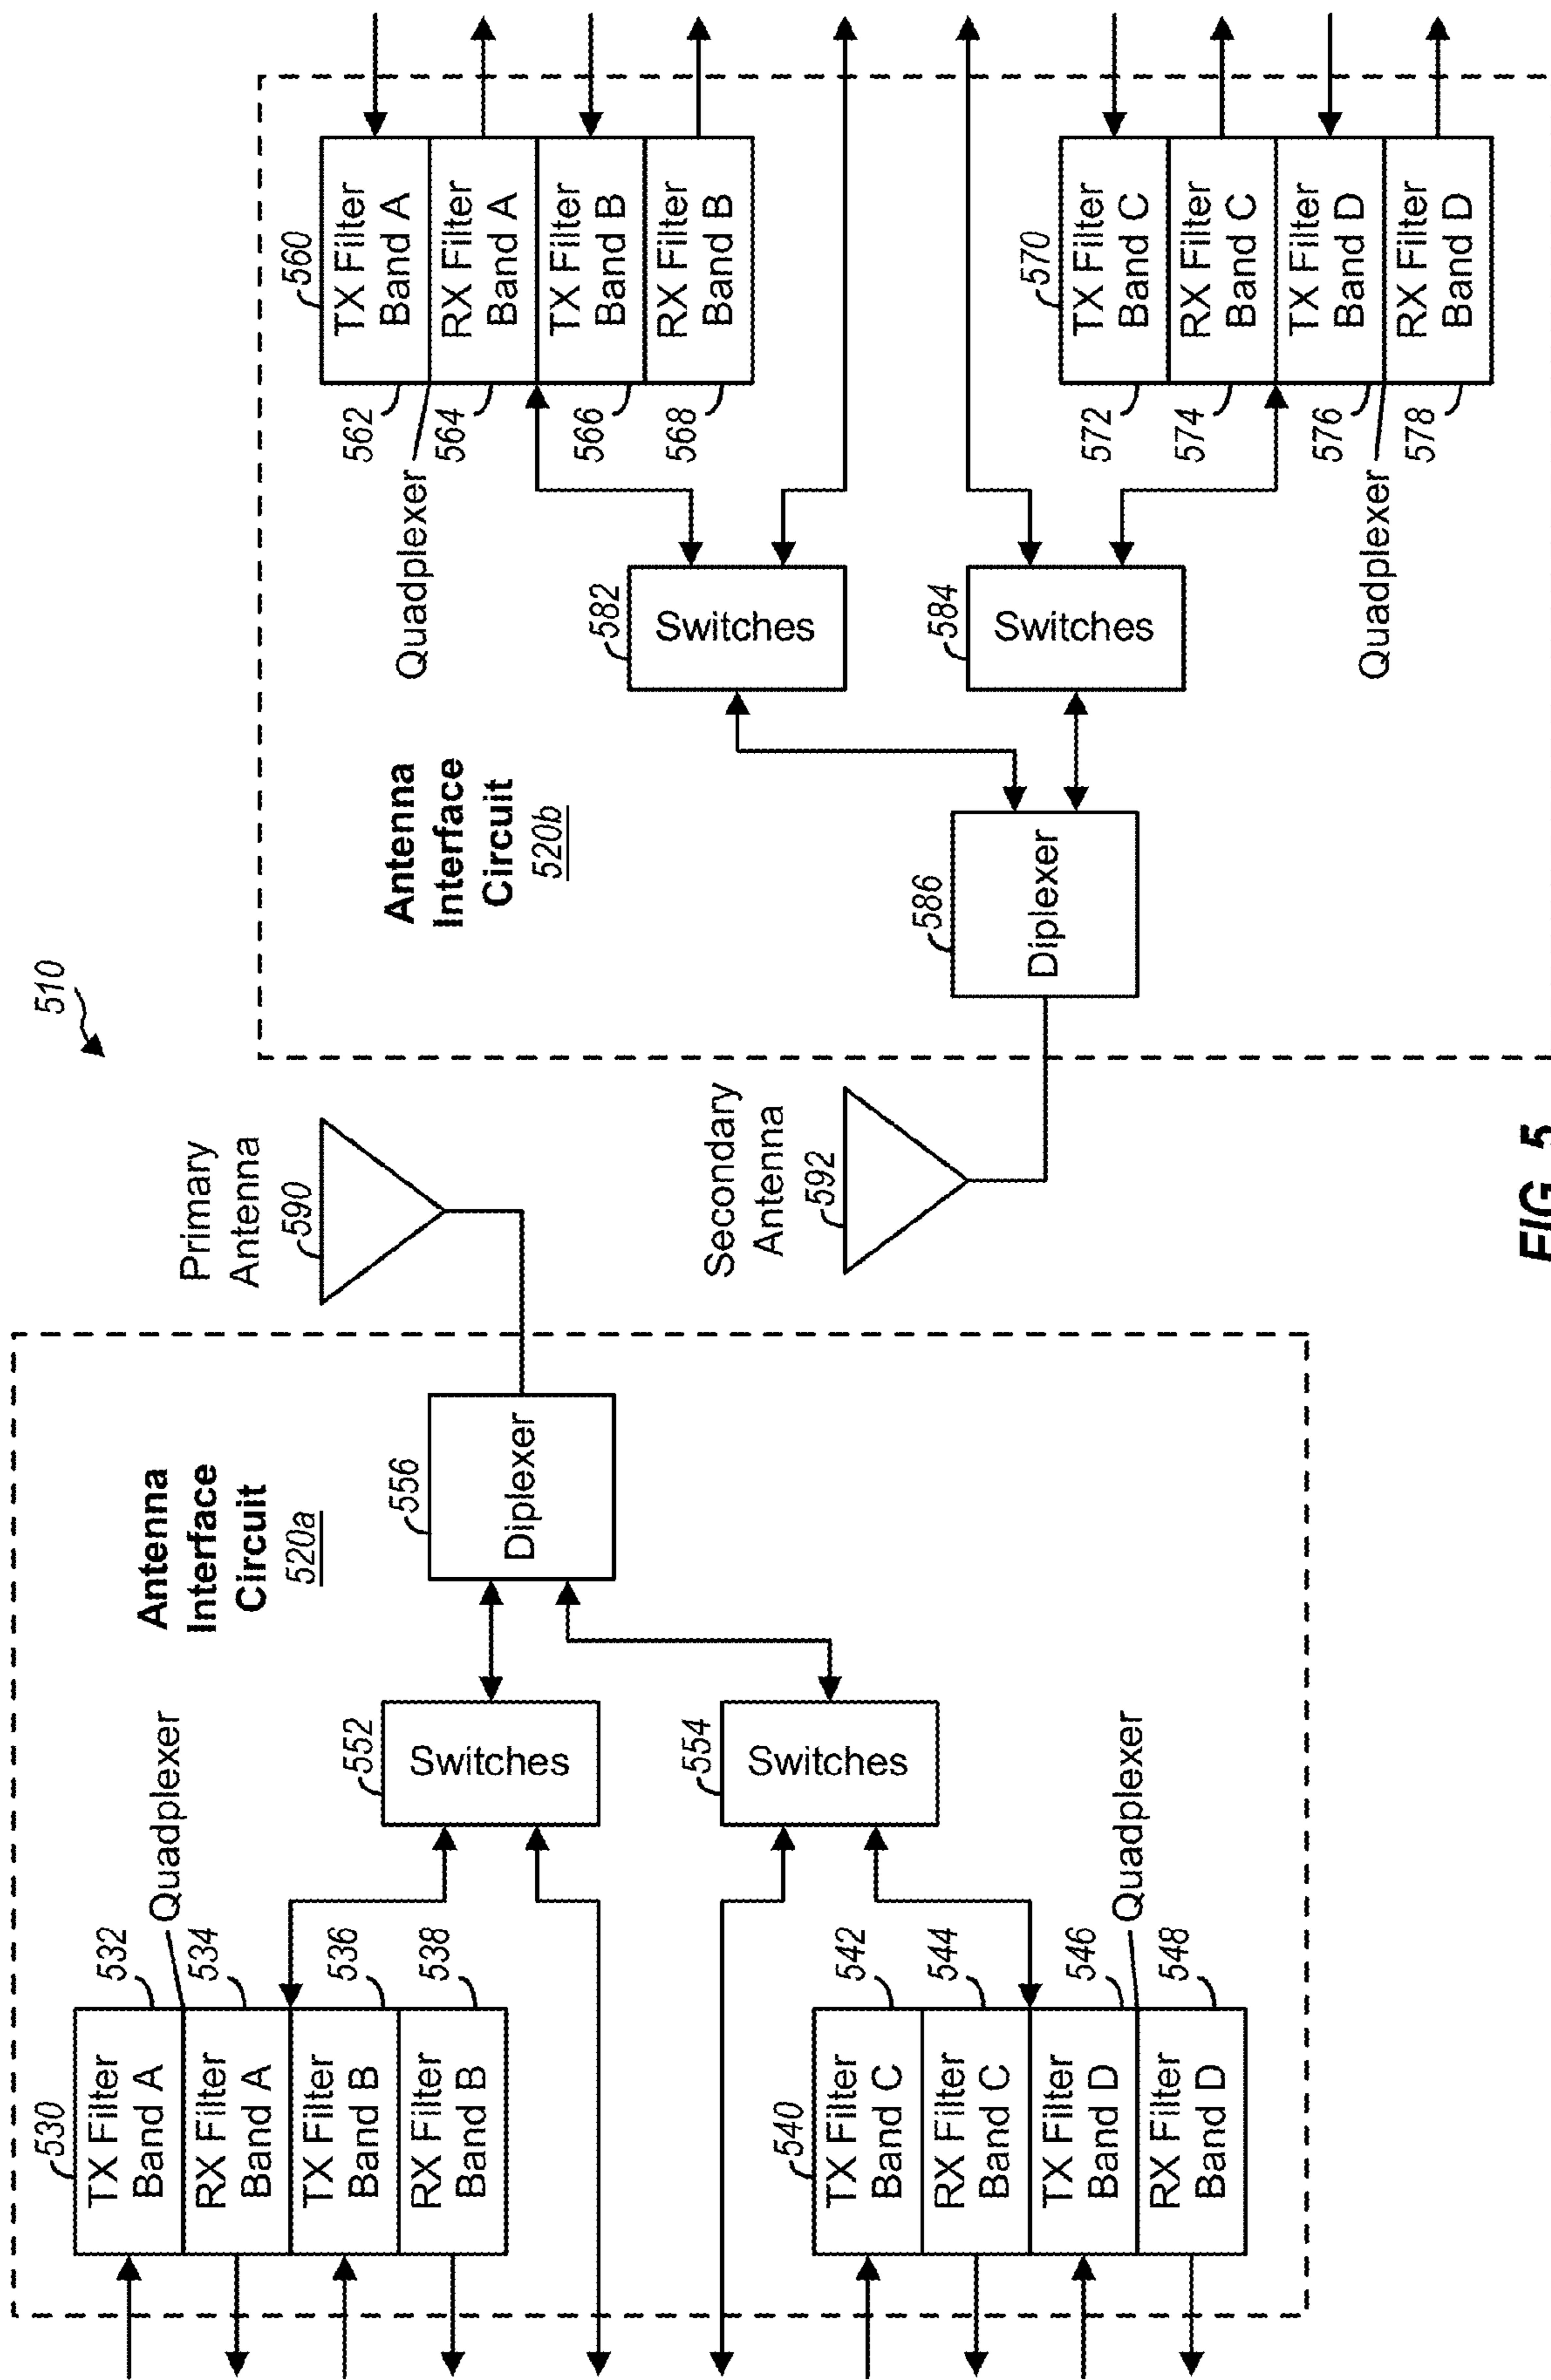 510
Antenna
Interface
Circuit
520a
530
TX Filter
Band A
532
Quadplexer
RX Filter
Band A
534
TX Filter
Band B
536
RX Filter
Band B
538
552
Switches
556
Diplexer
554
Switches
540
TX Filter
Band C
542
RX Filter
Band C
544
TX Filter
Band D
546
Quadplexer
RX Filter
Band D
548
Primary
Antenna
590
Secondary
Antenna
592
Antenna
Interface
Circuit
520b
586
Diplexer
582
Switches
584
Switches
560
TX Filter
Band A
562
Quadplexer
RX Filter
Band A
564
TX Filter
Band B
566
RX Filter
Band B
568
570
TX Filter
Band C
572
RX Filter
Band C
574
TX Filter
Band D
576
Quadplexer
RX Filter
Band D
578
FIG. 5